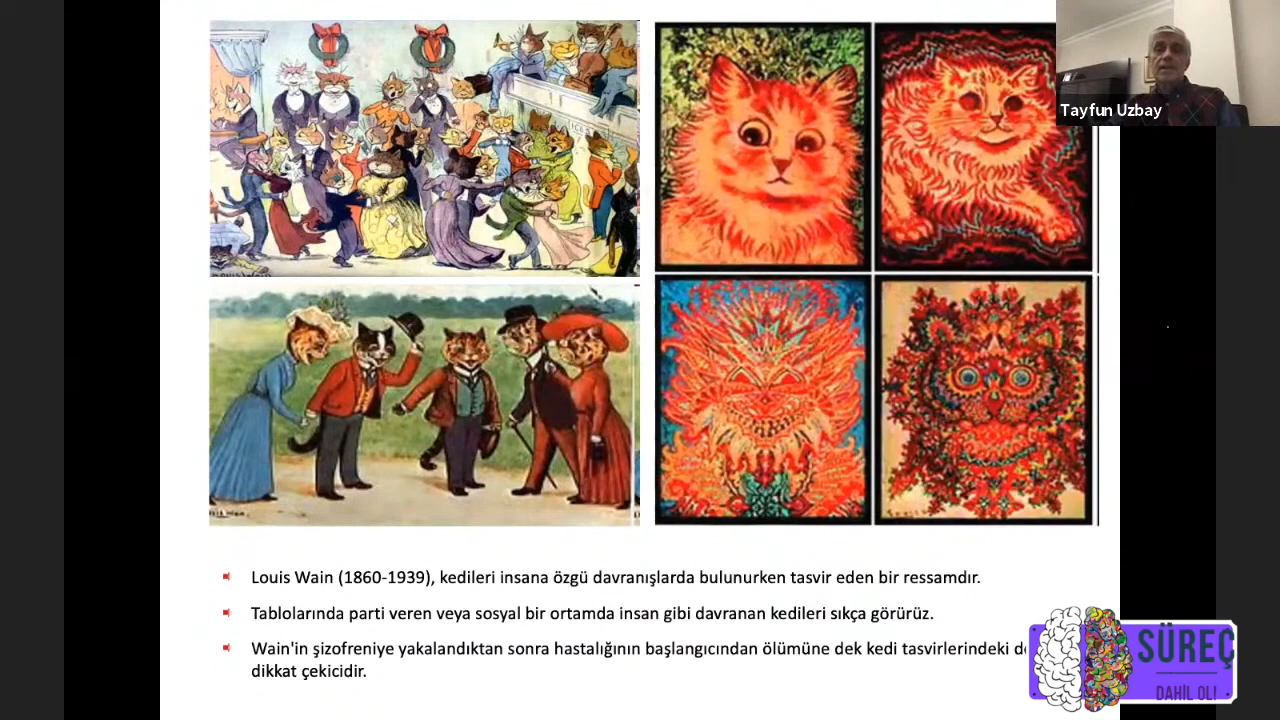 Tayfun Uzbay
Louis Wain (1860-1939), kedileri insana özgü davranışlarda bulunurken tasvir eden bir ressamdır.
Tablolarında parti veren veya sosyal bir ortamda insan gibi davranan kedileri sıkça görürüz.
Wain'in şizofreniye yakalandıktan sonra hastalığının başlangıcından ölümüne dek kedi tasvirlerindeki
dikkat çekicidir.
SÜREÇ
DAHİL OL!